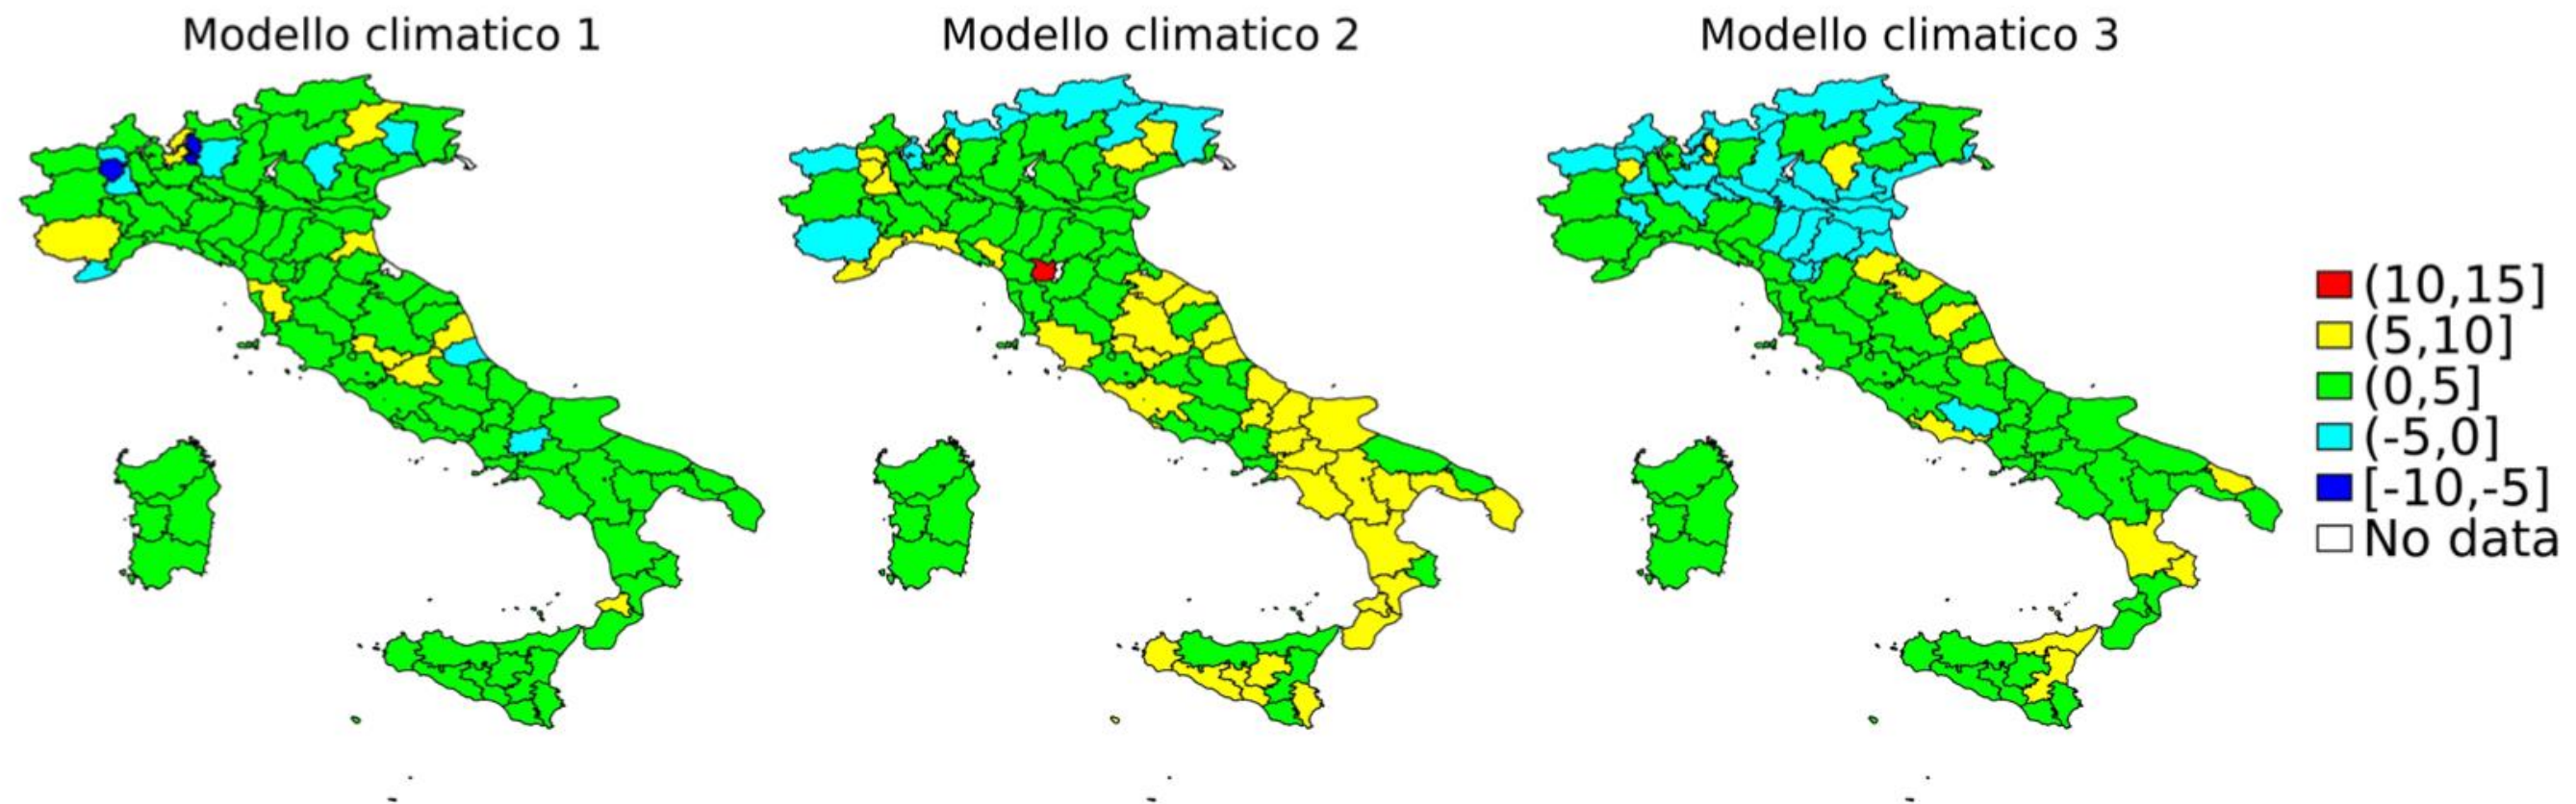 Modello climatico 1
Modello climatico 2
Modello climatico 3
(10,15]
(5,10]
(0,5]
(-5,0]
[-10,-5]
No data